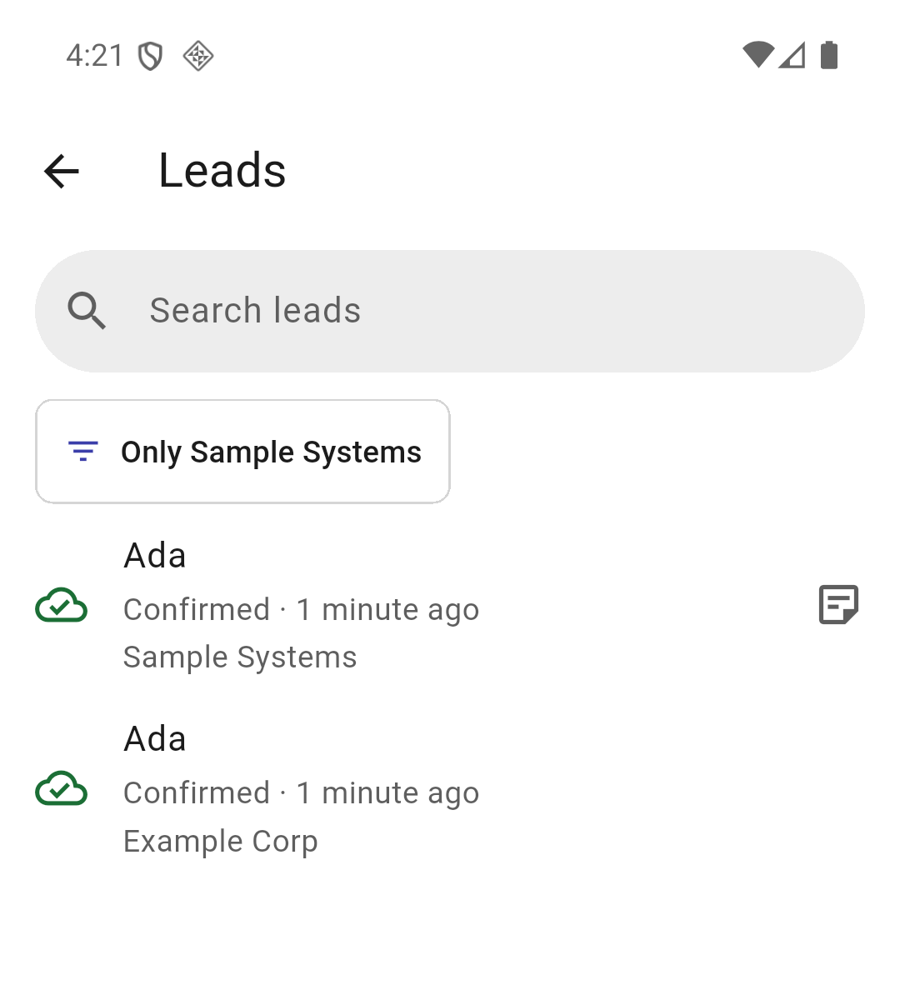 4:21
Leads
Search leads
Only Sample Systems
Ada
Confirmed · 1 minute ago
Sample Systems
Ada
Confirmed · 1 minute ago
Example Corp